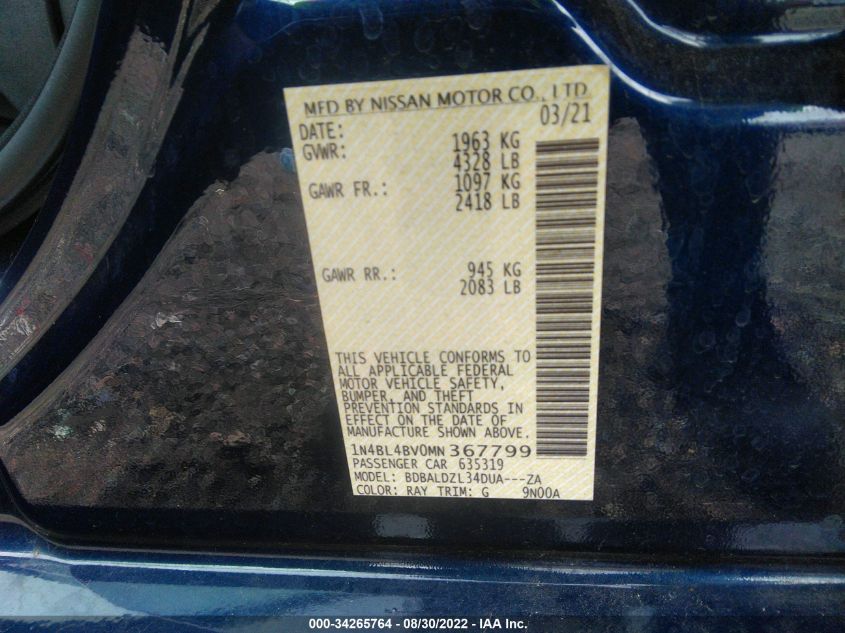 MFD BY NISSAN MOTOR CO., LTD.
DATE: 03/21
GVWR: 1963 KG
4328 LB
GAWR FR.: 1097 KG
2418 LB
GAWR RR.: 945 KG
2083 LB
THIS VEHICLE CONFORMS TO
ALL APPLICABLE FEDERAL
MOTOR VEHICLE SAFETY,
BUMPER, AND THEFT
PREVENTION STANDARDS IN
EFFECT ON THE DATE OF
MANUFACTURE SHOWN ABOVE.
1N4BL4BV0MN367799
PASSENGER CAR 635319
MODEL: BDBALDZL34DUA---ZA
COLOR: RAY TRIM: G 9N00A
000-34265764 - 08/30/2022 - IAA Inc.